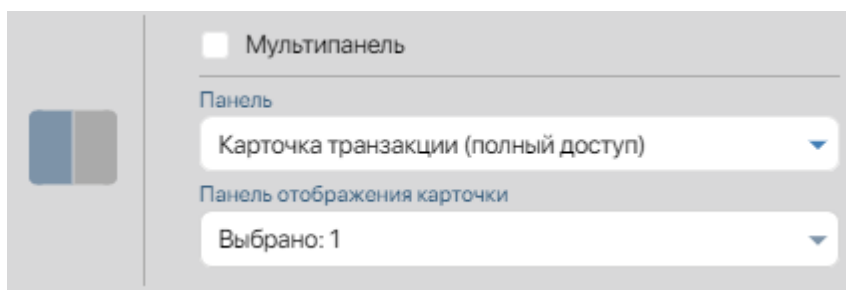 Мультипанель
Панель
Карточка транзакции (полный доступ)
Панель отображения карточки
Выбрано: 1